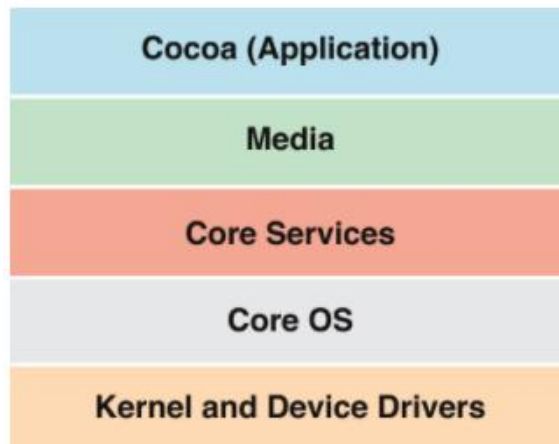 Cocoa (Application)
Media
Core Services
Core OS
Kernel and Device Drivers